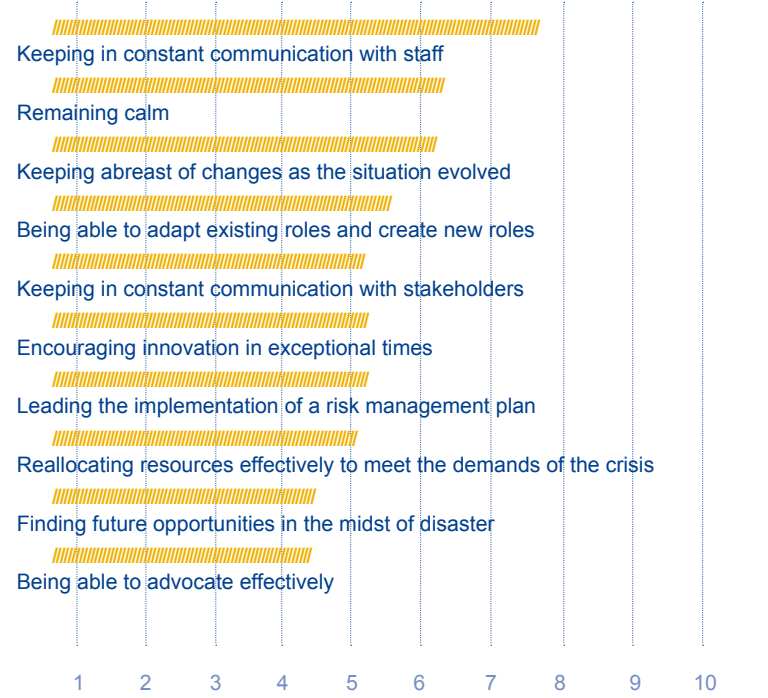 Keeping in constant communication with staff
Remaining calm
Keeping abreast of changes as the situation evolved
Being able to adapt existing roles and create new roles
Keeping in constant communication with stakeholders
Encouraging innovation in exceptional times
Leading the implementation of a risk management plan
Reallocating resources effectively to meet the demands of the crisis
Finding future opportunities in the midst of disaster
Being able to advocate effectively
1 2 3 4 5 6 7 8 9 10